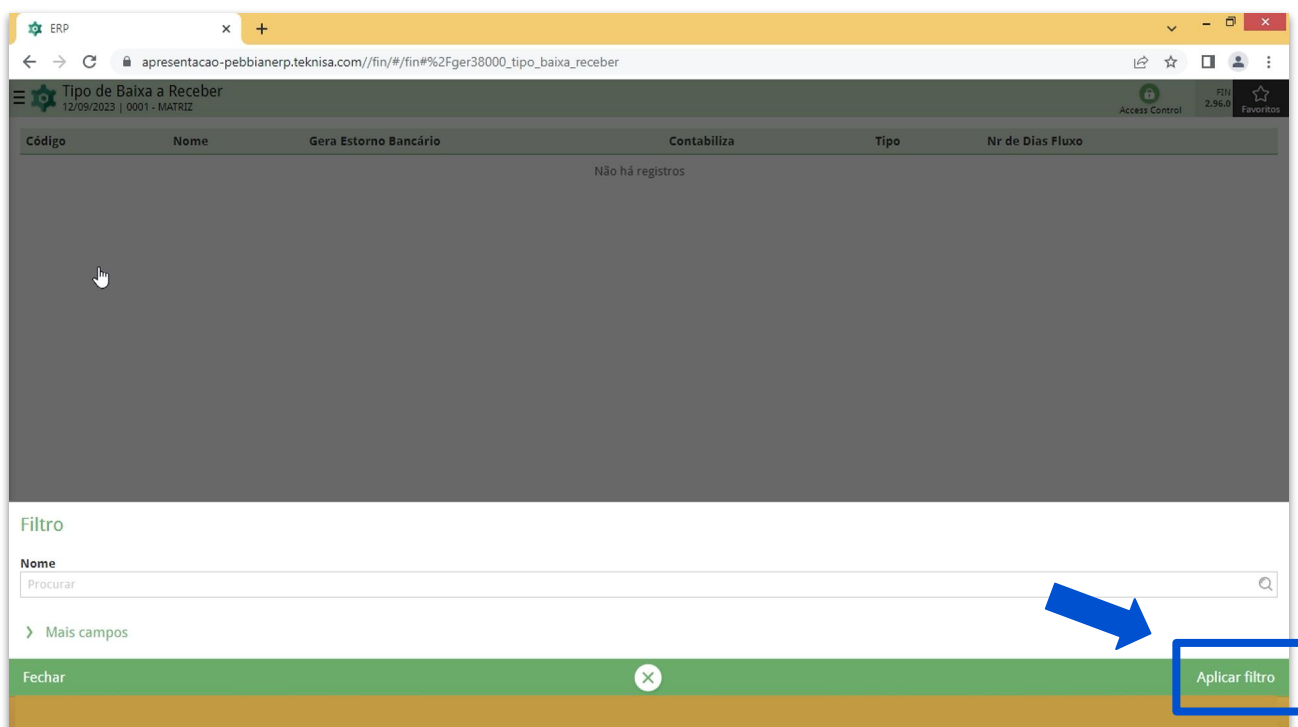 ERP
apresentacao-pebbianerp.teknisa.com//fin/#/fin#%2Fger38000_tipo_baixa_receber
Tipo de Baixa a Receber
12/09/2023 | 0001 - MATRIZ
Access Control
FIN
2.96.0
Favoritos
Código Nome Gera Estorno Bancário Contabiliza Tipo Nr de Dias Fluxo
Não há registros
Filtro
Nome
Procurar
Mais campos
Fechar
Aplicar filtro